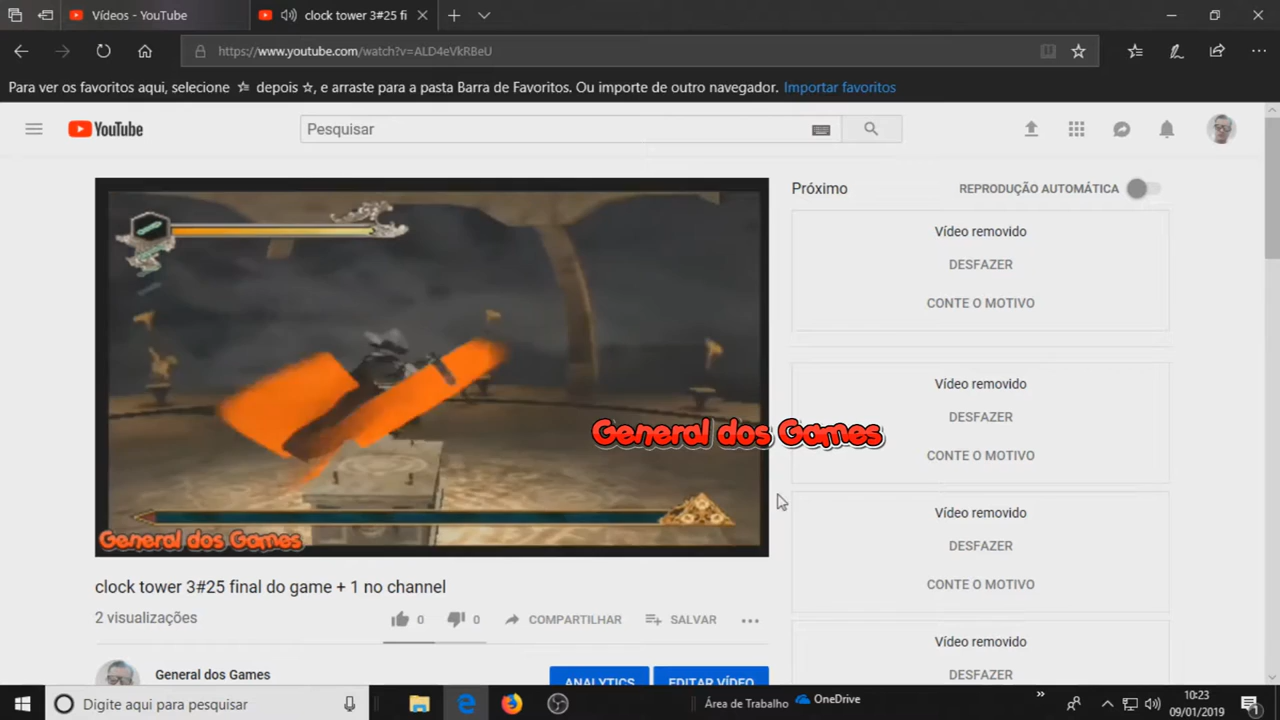 Vídeos - YouTube
clock tower 3#25 fi
https://www.youtube.com/watch?v=ALD4eVkRBeU
Para ver os favoritos aqui, selecione depois ☆, e arraste para a pasta Barra de Favoritos. Ou importe de outro navegador. Importar favoritos
YouTube
Pesquisar
Próximo
REPRODUÇÃO AUTOMÁTICA
Vídeo removido
DESFAZER
CONTE O MOTIVO
Vídeo removido
DESFAZER
General dos Games
CONTE O MOTIVO
Vídeo removido
DESFAZER
General dos Games
CONTE O MOTIVO
clock tower 3#25 final do game + 1 no channel
2 visualizações
0
0
COMPARTILHAR
SALVAR
Vídeo removido
DESFAZER
General dos Games
ANALYTICS
EDITAR VÍDEO
Digite aqui para pesquisar
Área de Trabalho
OneDrive
10:23
09/01/2019
1